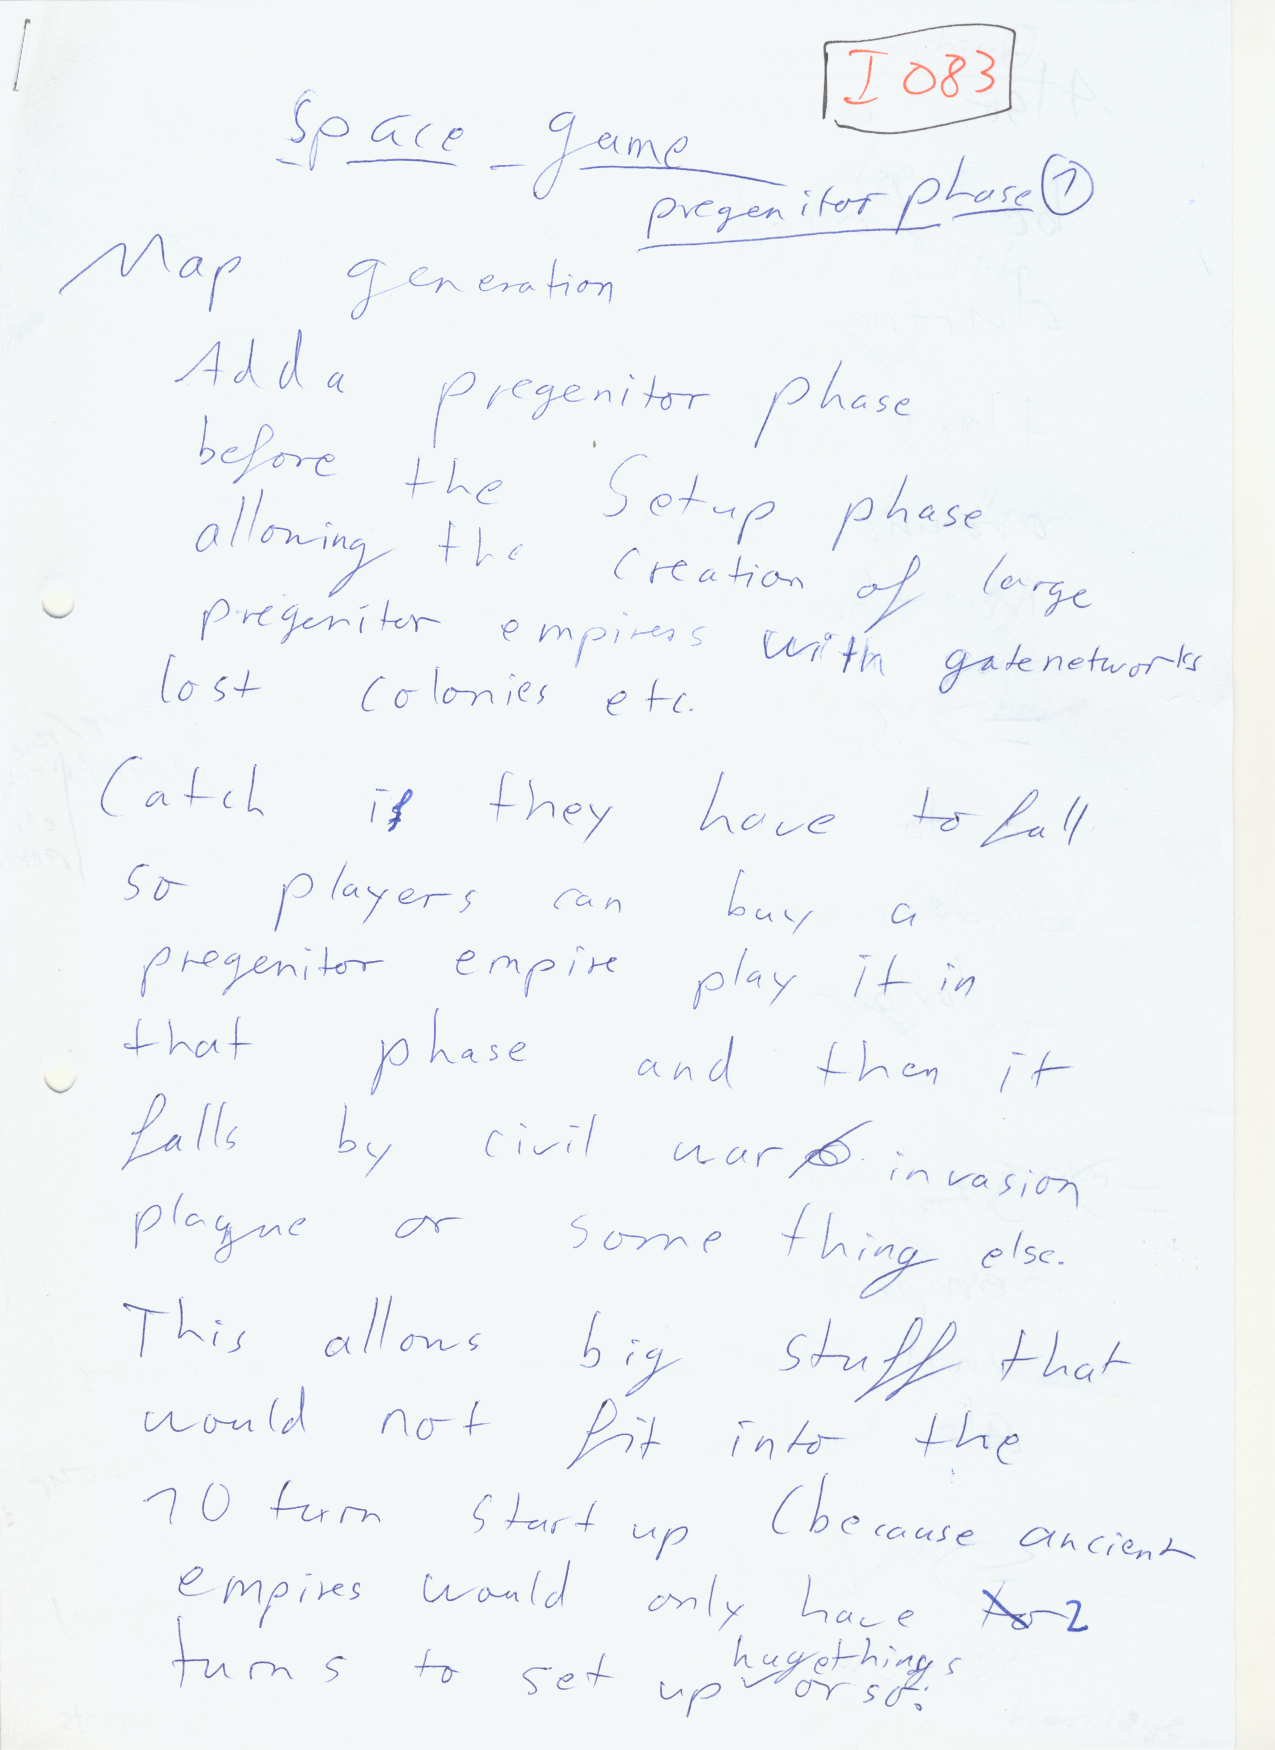 I 083
Space game
pregenitor phase 1
Map generation
Add a pregenitor phase
before the Setup phase
allowing the creation of large
pregenitor empires with gatenetworks
lost colonies etc.
Catch is they have to fall
so players can buy a
pregenitor empire play it in
that phase and then it
falls by civil war invasion
plague or some thing else.
This allows big stuff that
would not fit into the
10 turn start up (because ancient
empires would only have 2
turns to set up huge things or so.